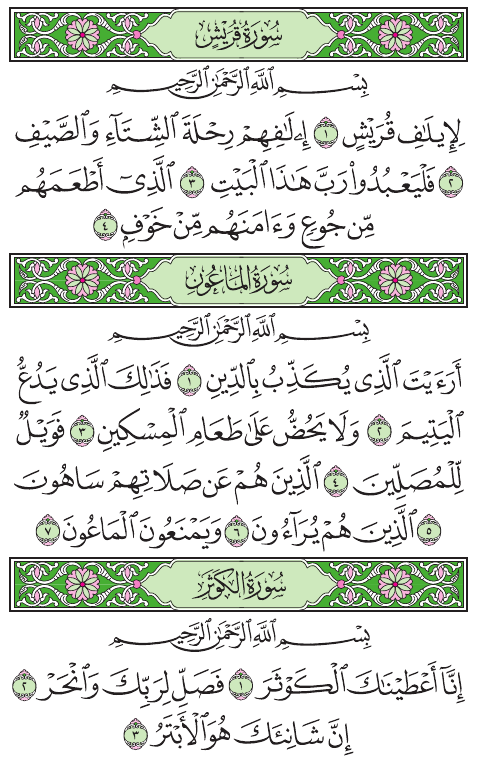 سُورَةُ قُرَيْشٍ
بِسْمِ ٱللَّهِ ٱلرَّحْمَٰنِ ٱلرَّحِيمِ
لِإِيلَٰفِ قُرَيْشٍ ١ إِۦلَٰفِهِمْ رِحْلَةَ ٱلشِّتَآءِ وَٱلصَّيْفِ
٢ فَلْيَعْبُدُوا۟ رَبَّ هَٰذَا ٱلْبَيْتِ ٣ ٱلَّذِىٓ أَطْعَمَهُم
مِّن جُوعٍ وَءَامَنَهُم مِّنْ خَوْفٍۭ ٤
سُورَةُ المَاعُونِ
بِسْمِ ٱللَّهِ ٱلرَّحْمَٰنِ ٱلرَّحِيمِ
أَرَءَيْتَ ٱلَّذِى يُكَذِّبُ بِٱلدِّينِ ١ فَذَٰلِكَ ٱلَّذِى يَدُعُّ
ٱلْيَتِيمَ ٢ وَلَا يَحُضُّ عَلَىٰ طَعَامِ ٱلْمِسْكِينِ ٣ فَوَيْلٌ
لِّلْمُصَلِّينَ ٤ ٱلَّذِينَ هُمْ عَن صَلَاتِهِمْ سَاهُونَ
٥ ٱلَّذِينَ هُمْ يُرَآءُونَ ٦ وَيَمْنَعُونَ ٱلْمَاعُونَ ٧
سُورَةُ الكَوْثَرِ
بِسْمِ ٱللَّهِ ٱلرَّحْمَٰنِ ٱلرَّحِيمِ
إِنَّآ أَعْطَيْنَٰكَ ٱلْكَوْثَرَ ١ فَصَلِّ لِرَبِّكَ وَٱنْحَرْ ٢
إِنَّ شَانِئَكَ هُوَ ٱلْأَبْتَرُ ٣